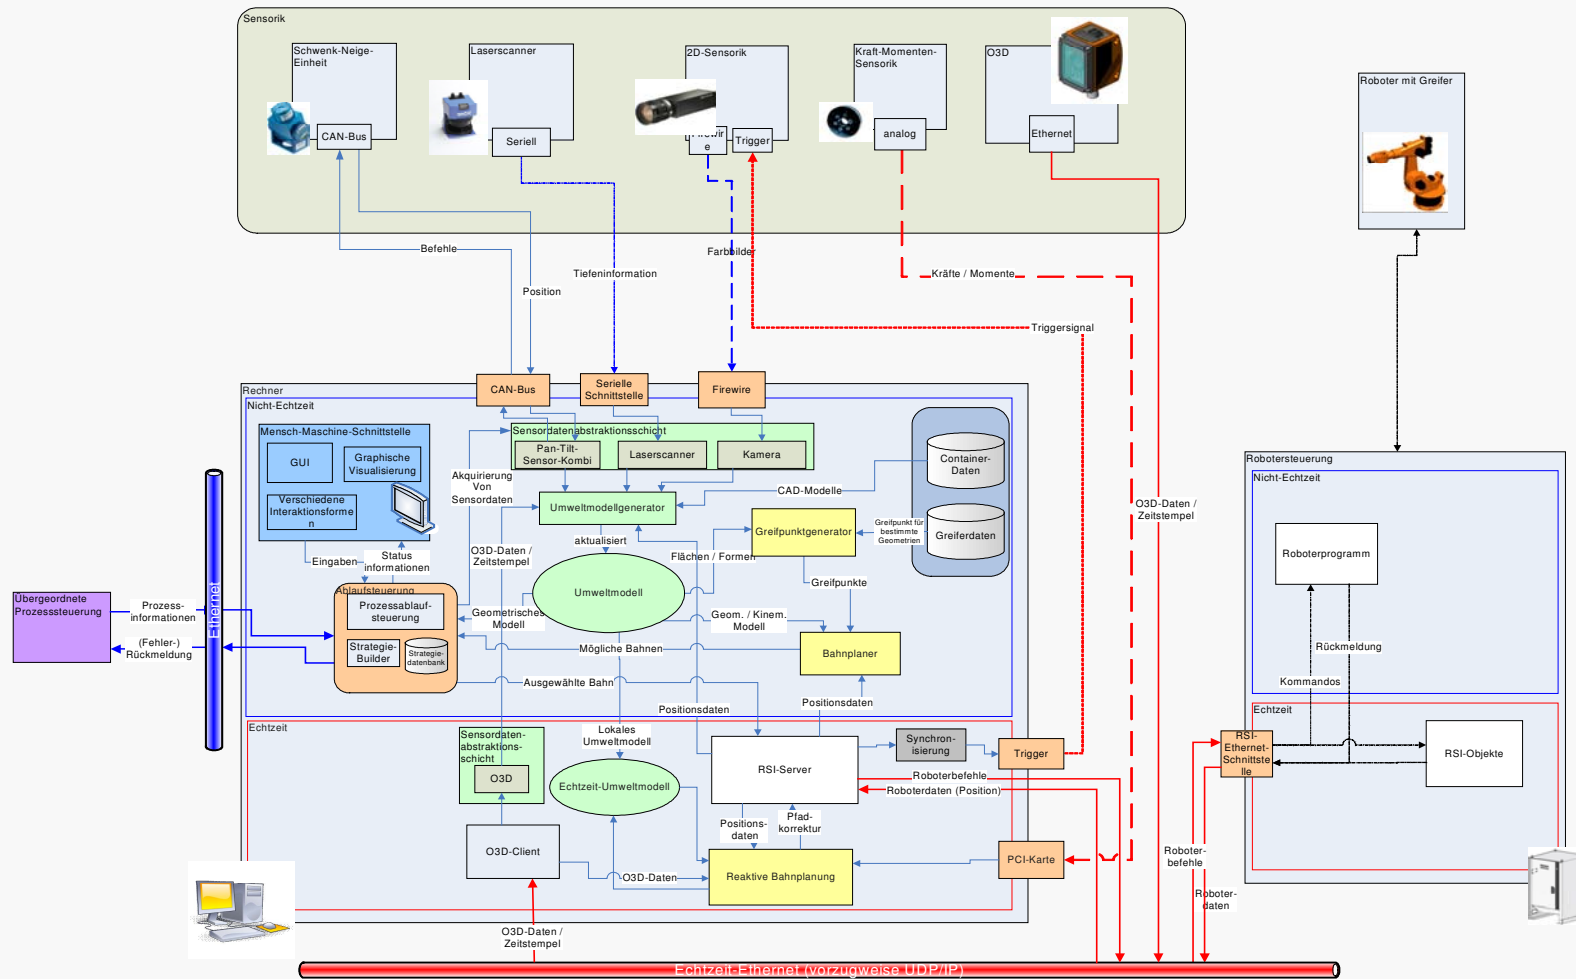 Sensorik
Schwenk-Neige-
Einheit
CAN-Bus
Laserscanner
Seriell
2D-Sensorik
Firewir
e
Trigger
Kraft-Momenten-
Sensorik
analog
O3D
Ethernet
Roboter mit Greifer
Befehle
Position
Tiefeninformation
Farbbilder
Kräfte / Momente
Triggersignal
O3D-Daten /
Zeitstempel
Rechner
CAN-Bus
Serielle
Schnittstelle
Firewire
Nicht-Echtzeit
Mensch-Maschine-Schnittstelle
GUI
Graphische
Visualisierung
Verschiedene
Interaktionsforme
n
Sensordatenabstraktionsschicht
Pan-Tilt-
Sensor-Kombi
Laserscanner
Kamera
Akquirierung
Von
Sensordaten
Container-
Daten
CAD-Modelle
Umweltmodellgenerator
Greifpunktgenerator
Greifpunkt für
bestimmte
Geometrien
Greiferdaten
aktualisiert
O3D-Daten /
Zeitstempel
Flächen / Formen
Eingaben
Status
informationen
Umweltmodell
Greifpunkte
Übergeordnete
Prozesssteuerung
Prozess-
informationen
(Fehler-)
Rückmeldung
Ethernet
Ablaufsteuerung
Prozessablauf-
steuerung
Strategie-
Builder
Strategie-
datenbank
Geometrisches
Modell
Geom. / Kinem.
Modell
Mögliche Bahnen
Bahnplaner
Ausgewählte Bahn
Positionsdaten
Positionsdaten
Echtzeit
Sensordaten-
abstraktions-
schicht
O3D
Lokales
Umweltmodell
Echtzeit-Umweltmodell
RSI-Server
Synchron-
isierung
Trigger
Roboterbefehle
Roboterdaten (Position)
Positions-
daten
Pfad-
korrektur
O3D-Client
O3D-Daten
Reaktive Bahnplanung
PCI-Karte
O3D-Daten /
Zeitstempel
Echtzeit-Ethernet (vorzugweise UDP/IP)
Robotersteuerung
Nicht-Echtzeit
Roboterprogramm
Rückmeldung
Kommandos
Echtzeit
RSI-
Ethernet-
Schnittste
lle
RSI-Objekte
Roboter-
befehle
Roboter-
daten